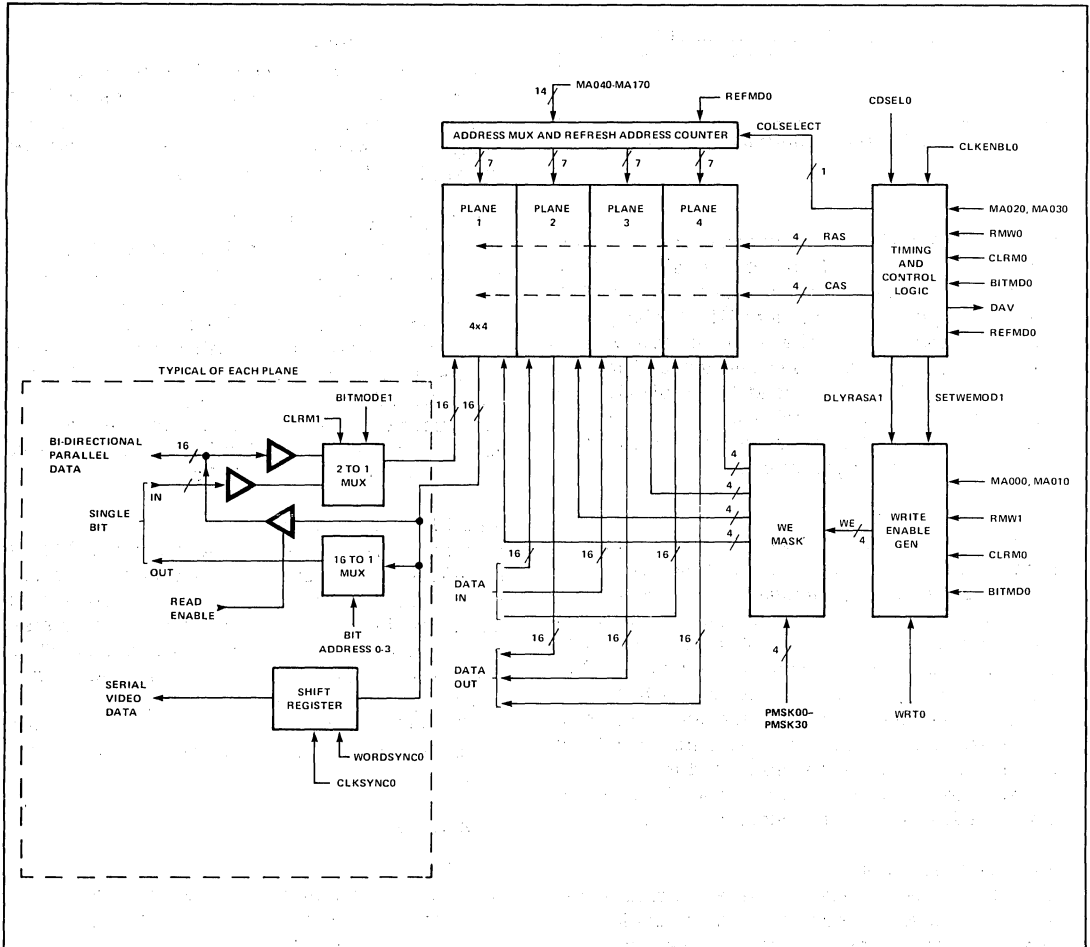 MA040-MA170
14
REFMD0
CDSEL0
ADDRESS MUX AND REFRESH ADDRESS COUNTER
COLSELECT
CLKENBL0
7
7
7
7
1
PLANE
1
PLANE
2
PLANE
3
PLANE
4
4x4
4
RAS
4
CAS
TIMING
AND
CONTROL
LOGIC
MA020, MA030
RMW0
CLRM0
BITMD0
DAV
REFMD0
TYPICAL OF EACH PLANE
DLYRASA1
SETWEMOD1
BITMODE1
CLRM1
16
16
BI-DIRECTIONAL
PARALLEL
DATA
16
2 TO 1
MUX
IN
SINGLE
BIT
OUT
16 TO 1
MUX
READ
ENABLE
BIT
ADDRESS 0-3
4
4
4
4
WE
MASK
WE
4
WRITE
ENABLE
GEN
MA000, MA010
RMW1
CLRM0
BITMD0
16
16
16
DATA
IN
16
16
16
DATA
OUT
4
PMSK00-
PMSK30
WRT0
SERIAL
VIDEO
DATA
SHIFT
REGISTER
WORDSYNC0
CLKSYNC0